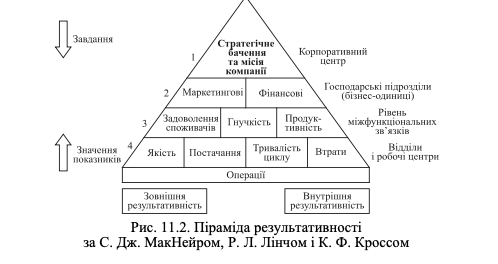 Завдання
1
Стратегічне
бачення
та місія
компанії
Корпоративний
центр
2
Маркетингові
Фінансові
Господарські підрозділи
(бізнес-одиниці)
3
Задоволення
споживачів
Гнучкість
Продук-
тивність
Рівень
міжфункціональних
зв’язків
Значення
показників
4
Якість
Постачання
Тривалість
циклу
Втрати
Відділи
і робочі центри
Операції
Зовнішня
результативність
Внутрішня
результативність
Рис. 11.2. Піраміда результативності
за С. Дж. МакНейром, Р. Л. Лінчом і К. Ф. Кроссом